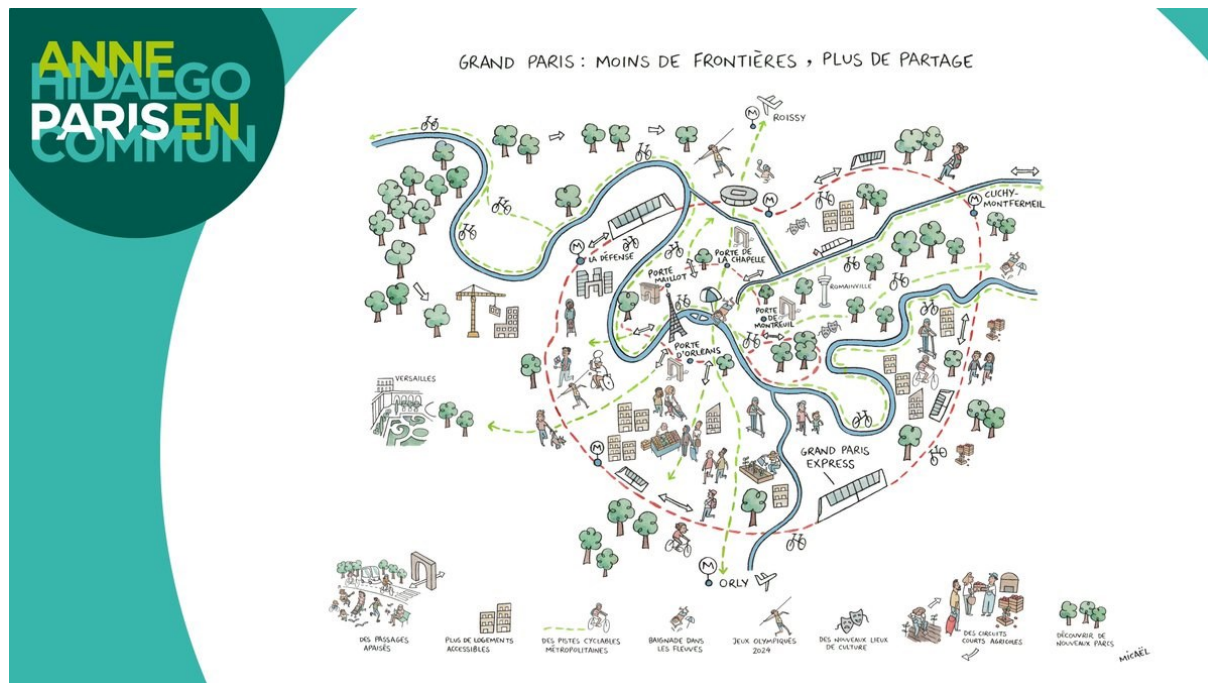 ANNE
HIDALGO
PARIS EN
COMMUN
GRAND PARIS : MOINS DE FRONTIÈRES , PLUS DE PARTAGE
M
ROISSY
M
CLICHY-
MONTFERMEIL
M
M
LA DÉFENSE
PORTE DE
LA CHAPELLE
PORTE
MAILLOT
ROMAINVILLE
PORTE
DE
MONTREUIL
PORTE
D'ORLÉANS
VERSAILLES
M
GRAND PARIS
EXPRESS
M
ORLY
DES PASSAGES
APAISÉS
PLUS DE LOGEMENTS
ACCESSIBLES
DES PISTES CYCLABLES
MÉTROPOLITAINES
BAIGNADE DANS
LES FLEUVES
JEUX OLYMPIQUES
2024
DES NOUVEAUX LIEUX
DE CULTURE
DES CIRCUITS
COURTS AGRICOLES
DÉCOUVRIR DE
NOUVEAUX PARCS
MICAËL